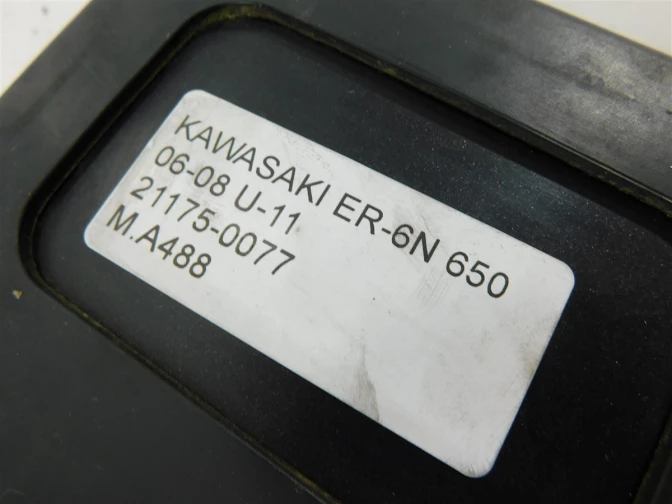 KAWASAKI ER-6N 650
06-08 U-11
21175-0077
M.A488